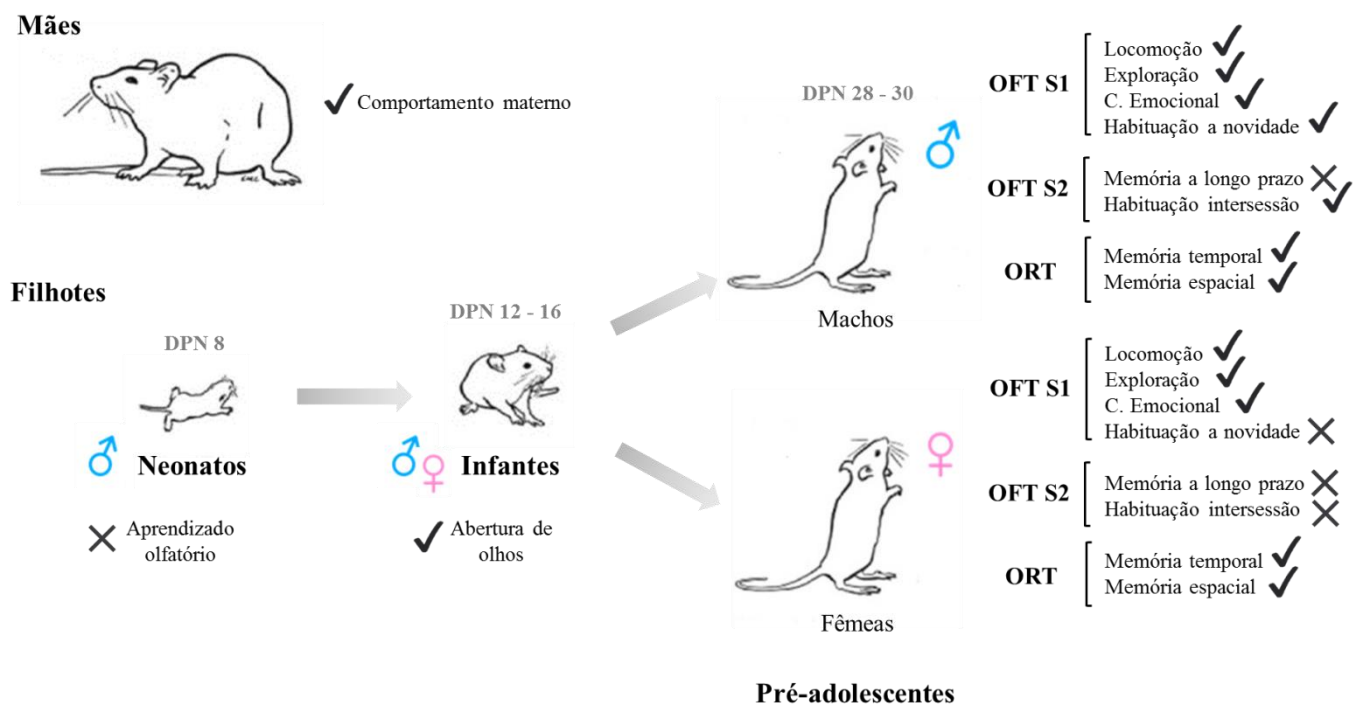 Mães
✓ Comportamento materno
Filhotes
DPN 8
♂ Neonatos
✕ Aprendizado
olfatório
DPN 12 - 16
♂♀ Infantes
✓ Abertura de
olhos
DPN 28 - 30
♂
Machos
OFT S1
Locomoção ✓
Exploração ✓
C. Emocional ✓
Habituação a novidade ✓
OFT S2
Memória a longo prazo ✕
Habituação intersessão ✓
ORT
Memória temporal ✓
Memória espacial ✓
♀
Fêmeas
OFT S1
Locomoção ✓
Exploração ✓
C. Emocional ✓
Habituação a novidade ✕
OFT S2
Memória a longo prazo ✕
Habituação intersessão ✕
ORT
Memória temporal ✓
Memória espacial ✓
Pré-adolescentes